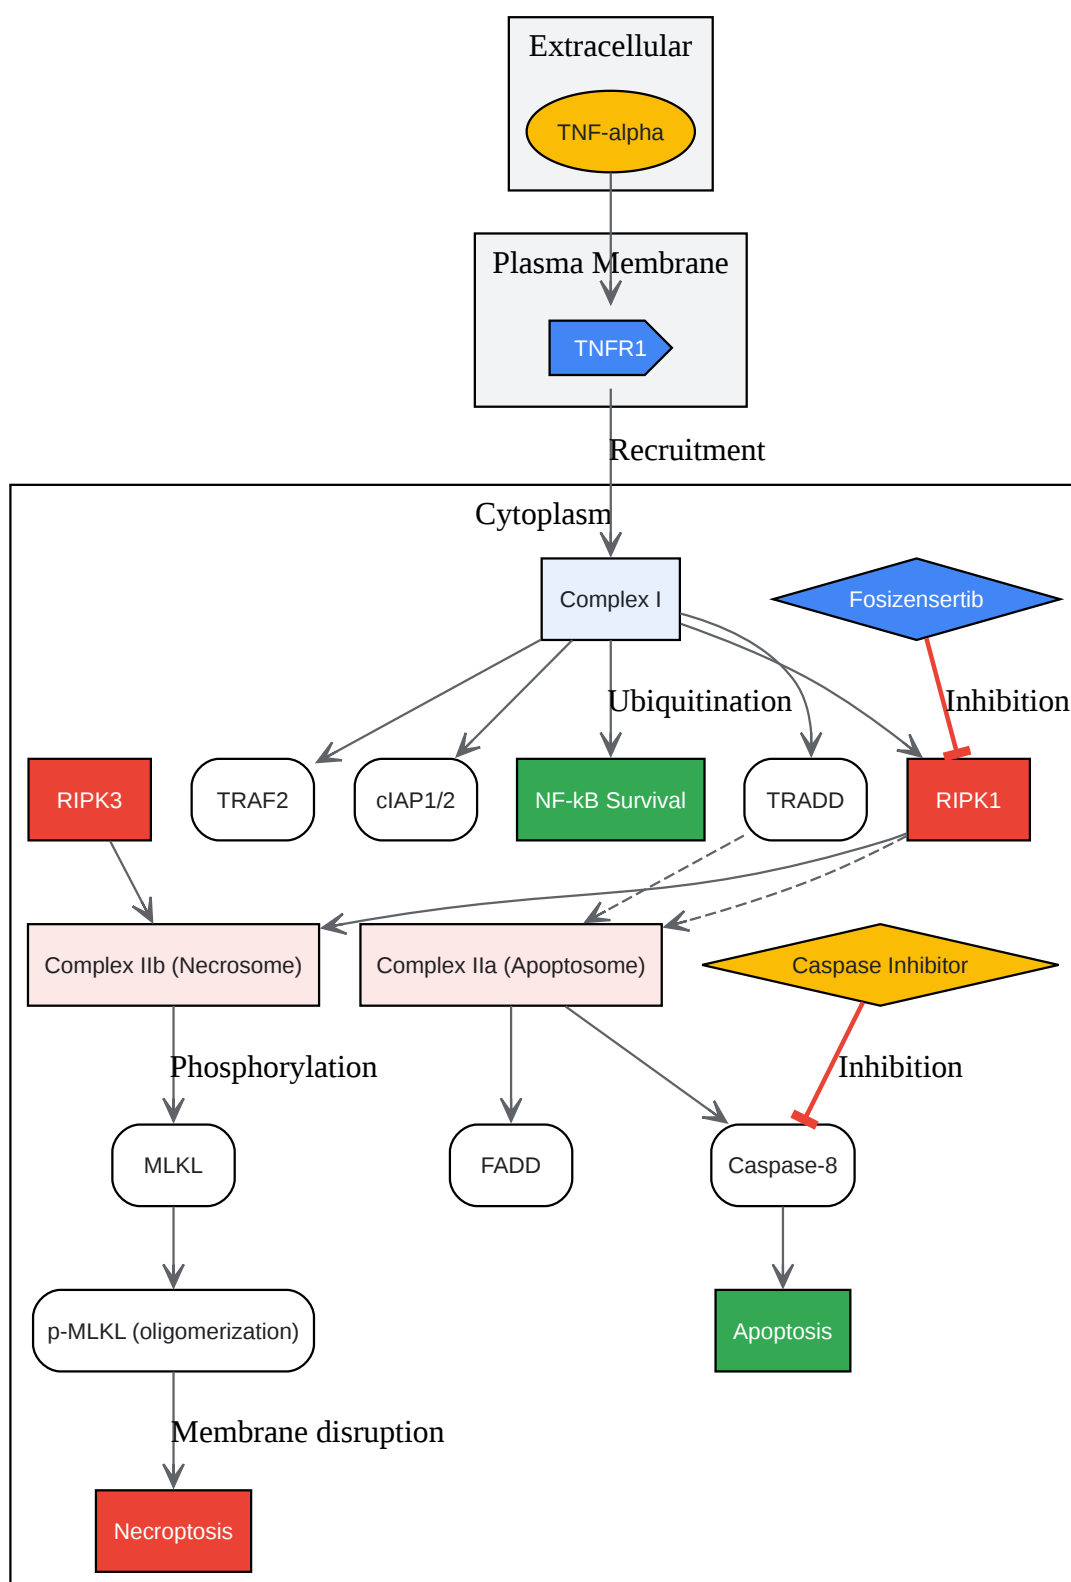 Extracellular
TNF-alpha
Plasma Membrane
TNFR1
Recruitment
Cytoplasm
Complex I
Fosizensertib
Ubiquitination
Inhibition
RIPK3
TRAF2
cIAP1/2
NF-kB Survival
TRADD
RIPK1
Complex IIb (Necrosome)
Complex IIa (Apoptosome)
Caspase Inhibitor
Phosphorylation
Inhibition
MLKL
FADD
Caspase-8
p-MLKL (oligomerization)
Apoptosis
Membrane disruption
Necroptosis